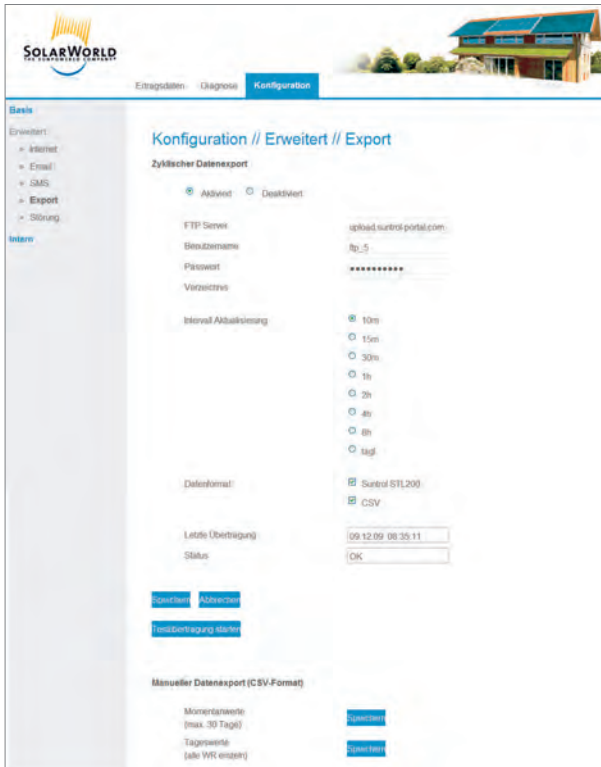 SOLARWORLD
THE SUNPOWERED COMPANY®
Ertragsdaten Diagnose Konfiguration
Basis
Erweitert
» Internet
» Email
» SMS
» Export
» Störung
Intern
Konfiguration // Erweitert // Export
Zyklischer Datenexport
Aktiviert Deaktiviert
FTP Server upload.suntrol-portal.com
Benutzername ftp_5
Passwort ●●●●●●●●●●
Verzeichnis
Intervall Aktualisierung 10m
15m
30m
1h
2h
4h
8h
tägl.
Datenformat Suntrol STL200
CSV
Letzte Übertragung 09.12.09 08:35:11
Status OK
Speichern Abbrechen
Testübertragung starten
Manueller Datenexport (CSV-Format)
Momentanwerte
(max. 30 Tage) Speichern
Tageswerte
(alle WR einzeln) Speichern